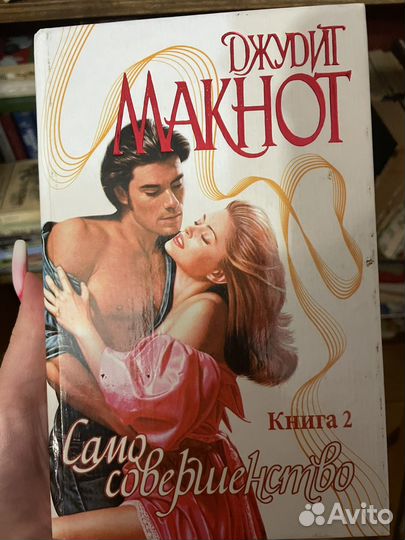 ДЖУДИТ
МАКНОТ
Книга 2
Само
совершенство
Avito